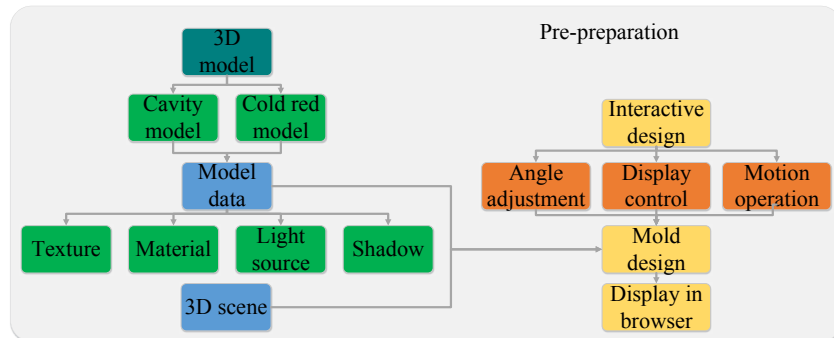 Pre-preparation
3D
model
Cavity
model
Cold red
model
Model
data
Texture
Material
Light
source
Shadow
3D scene
Interactive
design
Angle
adjustment
Display
control
Motion
operation
Mold
design
Display in
browser